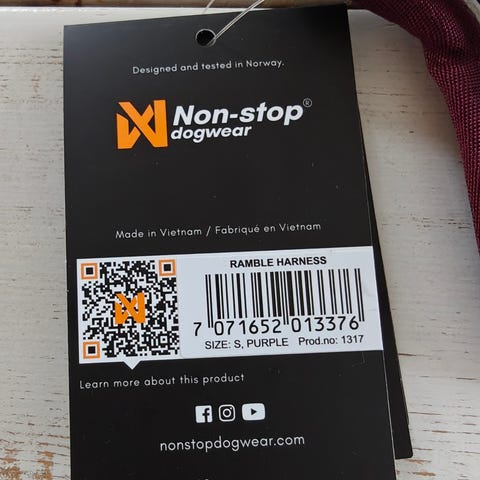 Designed and tested in Norway.
Non-stop®
dogwear
Made in Vietnam / Fabriqué en Vietnam
RAMBLE HARNESS
7 071652 013376
SIZE: S, PURPLE Prod.no: 1317
Learn more about this product
nonstopdogwear.com